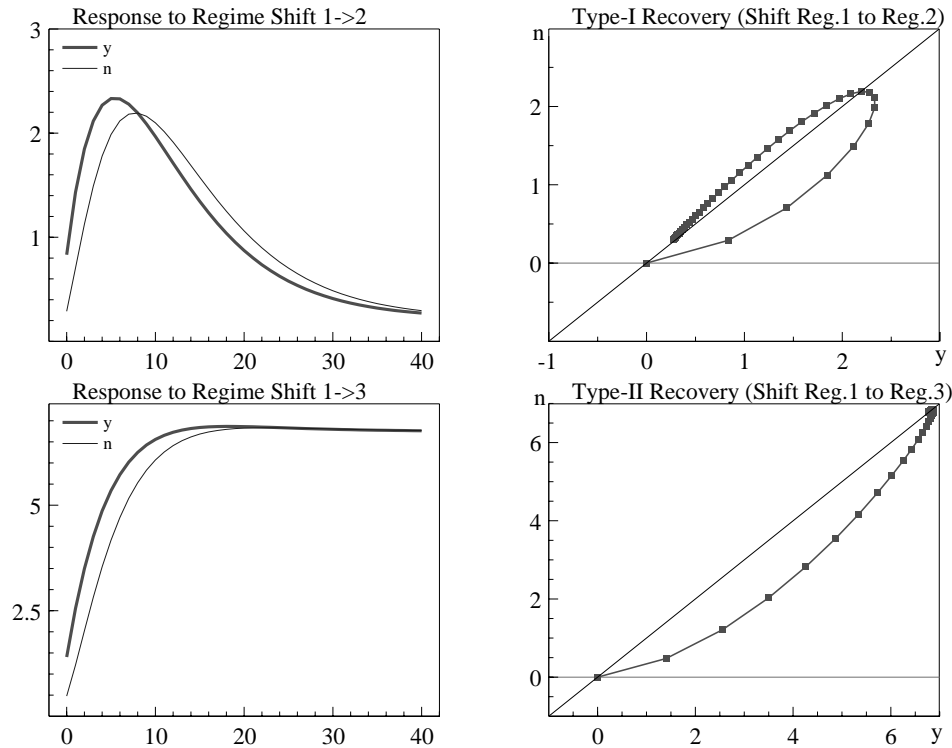 Response to Regime Shift 1->2
3
y
n
2
1
0 10 20 30 40
Type-I Recovery (Shift Reg.1 to Reg.2)
n
2
1
0
-1 0 1 2 y
Response to Regime Shift 1->3
y
n
5
2.5
0 10 20 30 40
Type-II Recovery (Shift Reg.1 to Reg.3)
n
6
4
2
0
0 2 4 6 y